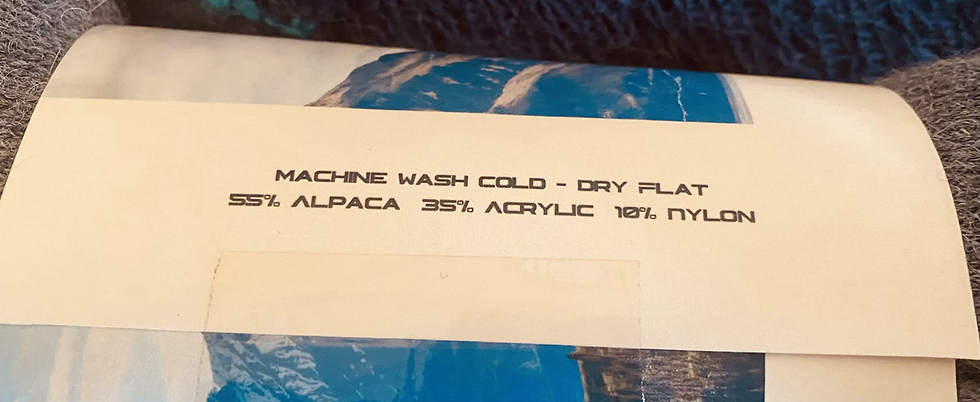 MACHINE WASH COLD - DRY FLAT
55% ALPACA 35% ACRYLIC 10% NYLON